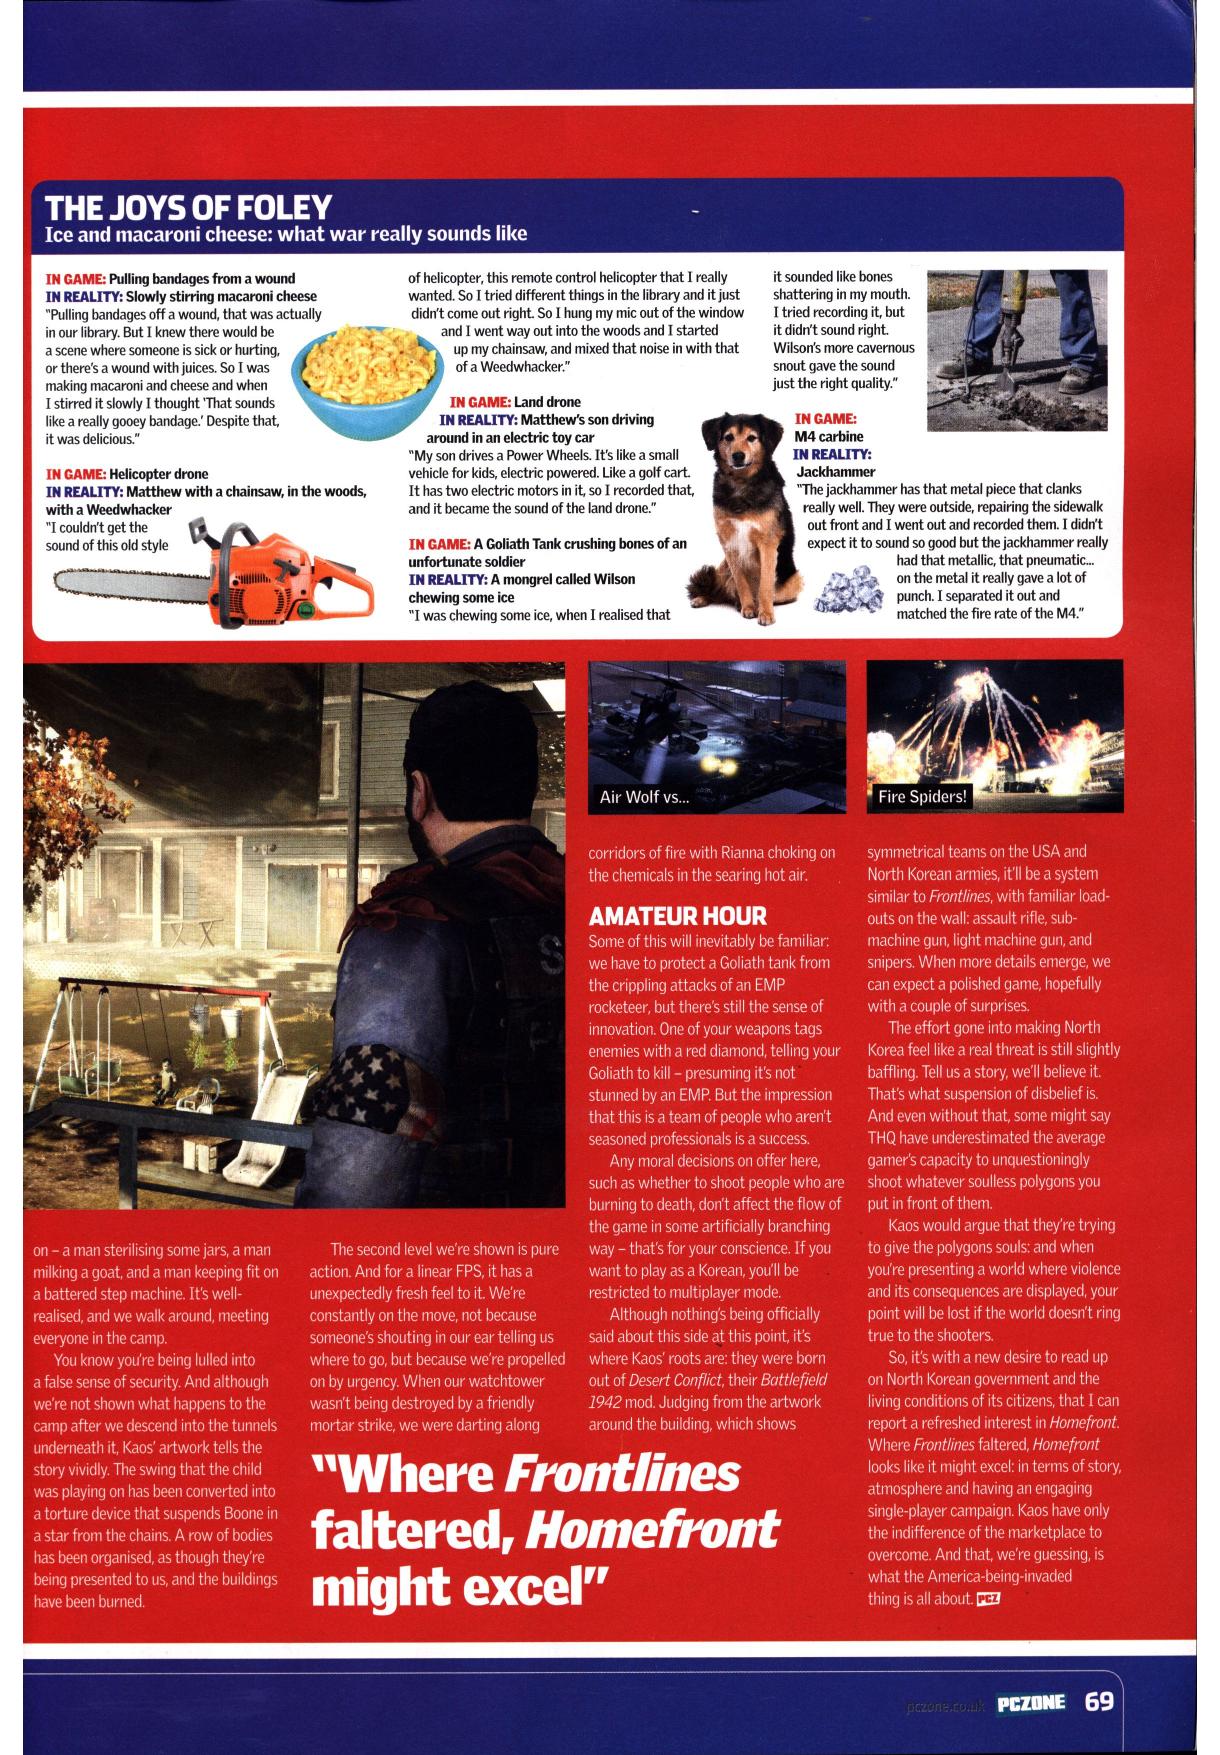 THE JOYS OF FOLEY
Ice and macaroni cheese: what war really sounds like
IN GAME: Pulling bandages from a wound
IN REALITY: Slowly stirring macaroni cheese
"Pulling bandages off a wound, that was actually
in our library. But I knew there would be
a scene where someone is sick or hurting,
or there's a wound with juices. So I was
making macaroni and cheese and when
I stirred it slowly I thought 'That sounds
like a really gooey bandage.' Despite that,
it was delicious."
IN GAME: Helicopter drone
IN REALITY: Matthew with a chainsaw, in the woods,
with a Weedwhacker
"I couldn't get the
sound of this old style
of helicopter, this remote control helicopter that I really
wanted. So I tried different things in the library and it just
didn't come out right. So I hung my mic out of the window
and I went way out into the woods and I started
up my chainsaw, and mixed that noise in with that
of a Weedwhacker."
IN GAME: Land drone
IN REALITY: Matthew's son driving
around in an electric toy car
"My son drives a Power Wheels. It's like a small
vehicle for kids, electric powered. Like a golf cart.
It has two electric motors in it, so I recorded that,
and it became the sound of the land drone."
IN GAME: A Goliath Tank crushing bones of an
unfortunate soldier
IN REALITY: A mongrel called Wilson
chewing some ice
"I was chewing some ice, when I realised that
it sounded like bones
shattering in my mouth.
I tried recording it, but
it didn't sound right.
Wilson's more cavernous
snout gave the sound
just the right quality."
IN GAME:
M4 carbine
IN REALITY:
Jackhammer
"The jackhammer has that metal piece that clanks
really well. They were outside, repairing the sidewalk
out front and I went out and recorded them. I didn't
expect it to sound so good but the jackhammer really
had that metallic, that pneumatic...
on the metal it really gave a lot of
punch. I separated it out and
matched the fire rate of the M4."
Air Wolf vs...
Fire Spiders!
on – a man sterilising some jars, a man
milking a goat, and a man keeping fit on
a battered step machine. It's well-
realised, and we walk around, meeting
everyone in the camp.
You know you're being lulled into
a false sense of security. And although
we're not shown what happens to the
camp after we descend into the tunnels
underneath it, Kaos' artwork tells the
story vividly. The swing that the child
was playing on has been converted into
a torture device that suspends Boone in
a star from the chains. A row of bodies
has been organised, as though they're
being presented to us, and the buildings
have been burned.
The second level we're shown is pure
action. And for a linear FPS, it has a
unexpectedly fresh feel to it. We're
constantly on the move, not because
someone's shouting in our ear telling us
where to go, but because we're propelled
on by urgency. When our watchtower
wasn't being destroyed by a friendly
mortar strike, we were darting along
"Where Frontlines
faltered, Homefront
might excel"
corridors of fire with Rianna choking on
the chemicals in the searing hot air.
AMATEUR HOUR
Some of this will inevitably be familiar:
we have to protect a Goliath tank from
the crippling attacks of an EMP
rocketeer, but there's still the sense of
innovation. One of your weapons tags
enemies with a red diamond, telling your
Goliath to kill – presuming it's not
stunned by an EMP. But the impression
that this is a team of people who aren't
seasoned professionals is a success.
Any moral decisions on offer here,
such as whether to shoot people who are
burning to death, don't affect the flow of
the game in some artificially branching
way – that's for your conscience. If you
want to play as a Korean, you'll be
restricted to multiplayer mode.
Although nothing's being officially
said about this side at this point, it's
where Kaos' roots are: they were born
out of Desert Conflict, their Battlefield
1942 mod. Judging from the artwork
around the building, which shows
symmetrical teams on the USA and
North Korean armies, it'll be a system
similar to Frontlines, with familiar load-
outs on the wall: assault rifle, sub-
machine gun, light machine gun, and
snipers. When more details emerge, we
can expect a polished game, hopefully
with a couple of surprises.
The effort gone into making North
Korea feel like a real threat is still slightly
baffling. Tell us a story, we'll believe it.
That's what suspension of disbelief is.
And even without that, some might say
THQ have underestimated the average
gamer's capacity to unquestioningly
shoot whatever soulless polygons you
put in front of them.
Kaos would argue that they're trying
to give the polygons souls: and when
you're presenting a world where violence
and its consequences are displayed, your
point will be lost if the world doesn't ring
true to the shooters.
So, it's with a new desire to read up
on North Korean government and the
living conditions of its citizens, that I can
report a refreshed interest in Homefront.
Where Frontlines faltered, Homefront
looks like it might excel: in terms of story,
atmosphere and having an engaging
single-player campaign. Kaos have only
the indifference of the marketplace to
overcome. And that, we're guessing, is
what the America-being-invaded
thing is all about. PCZ
pczone.co.uk PCZONE 69